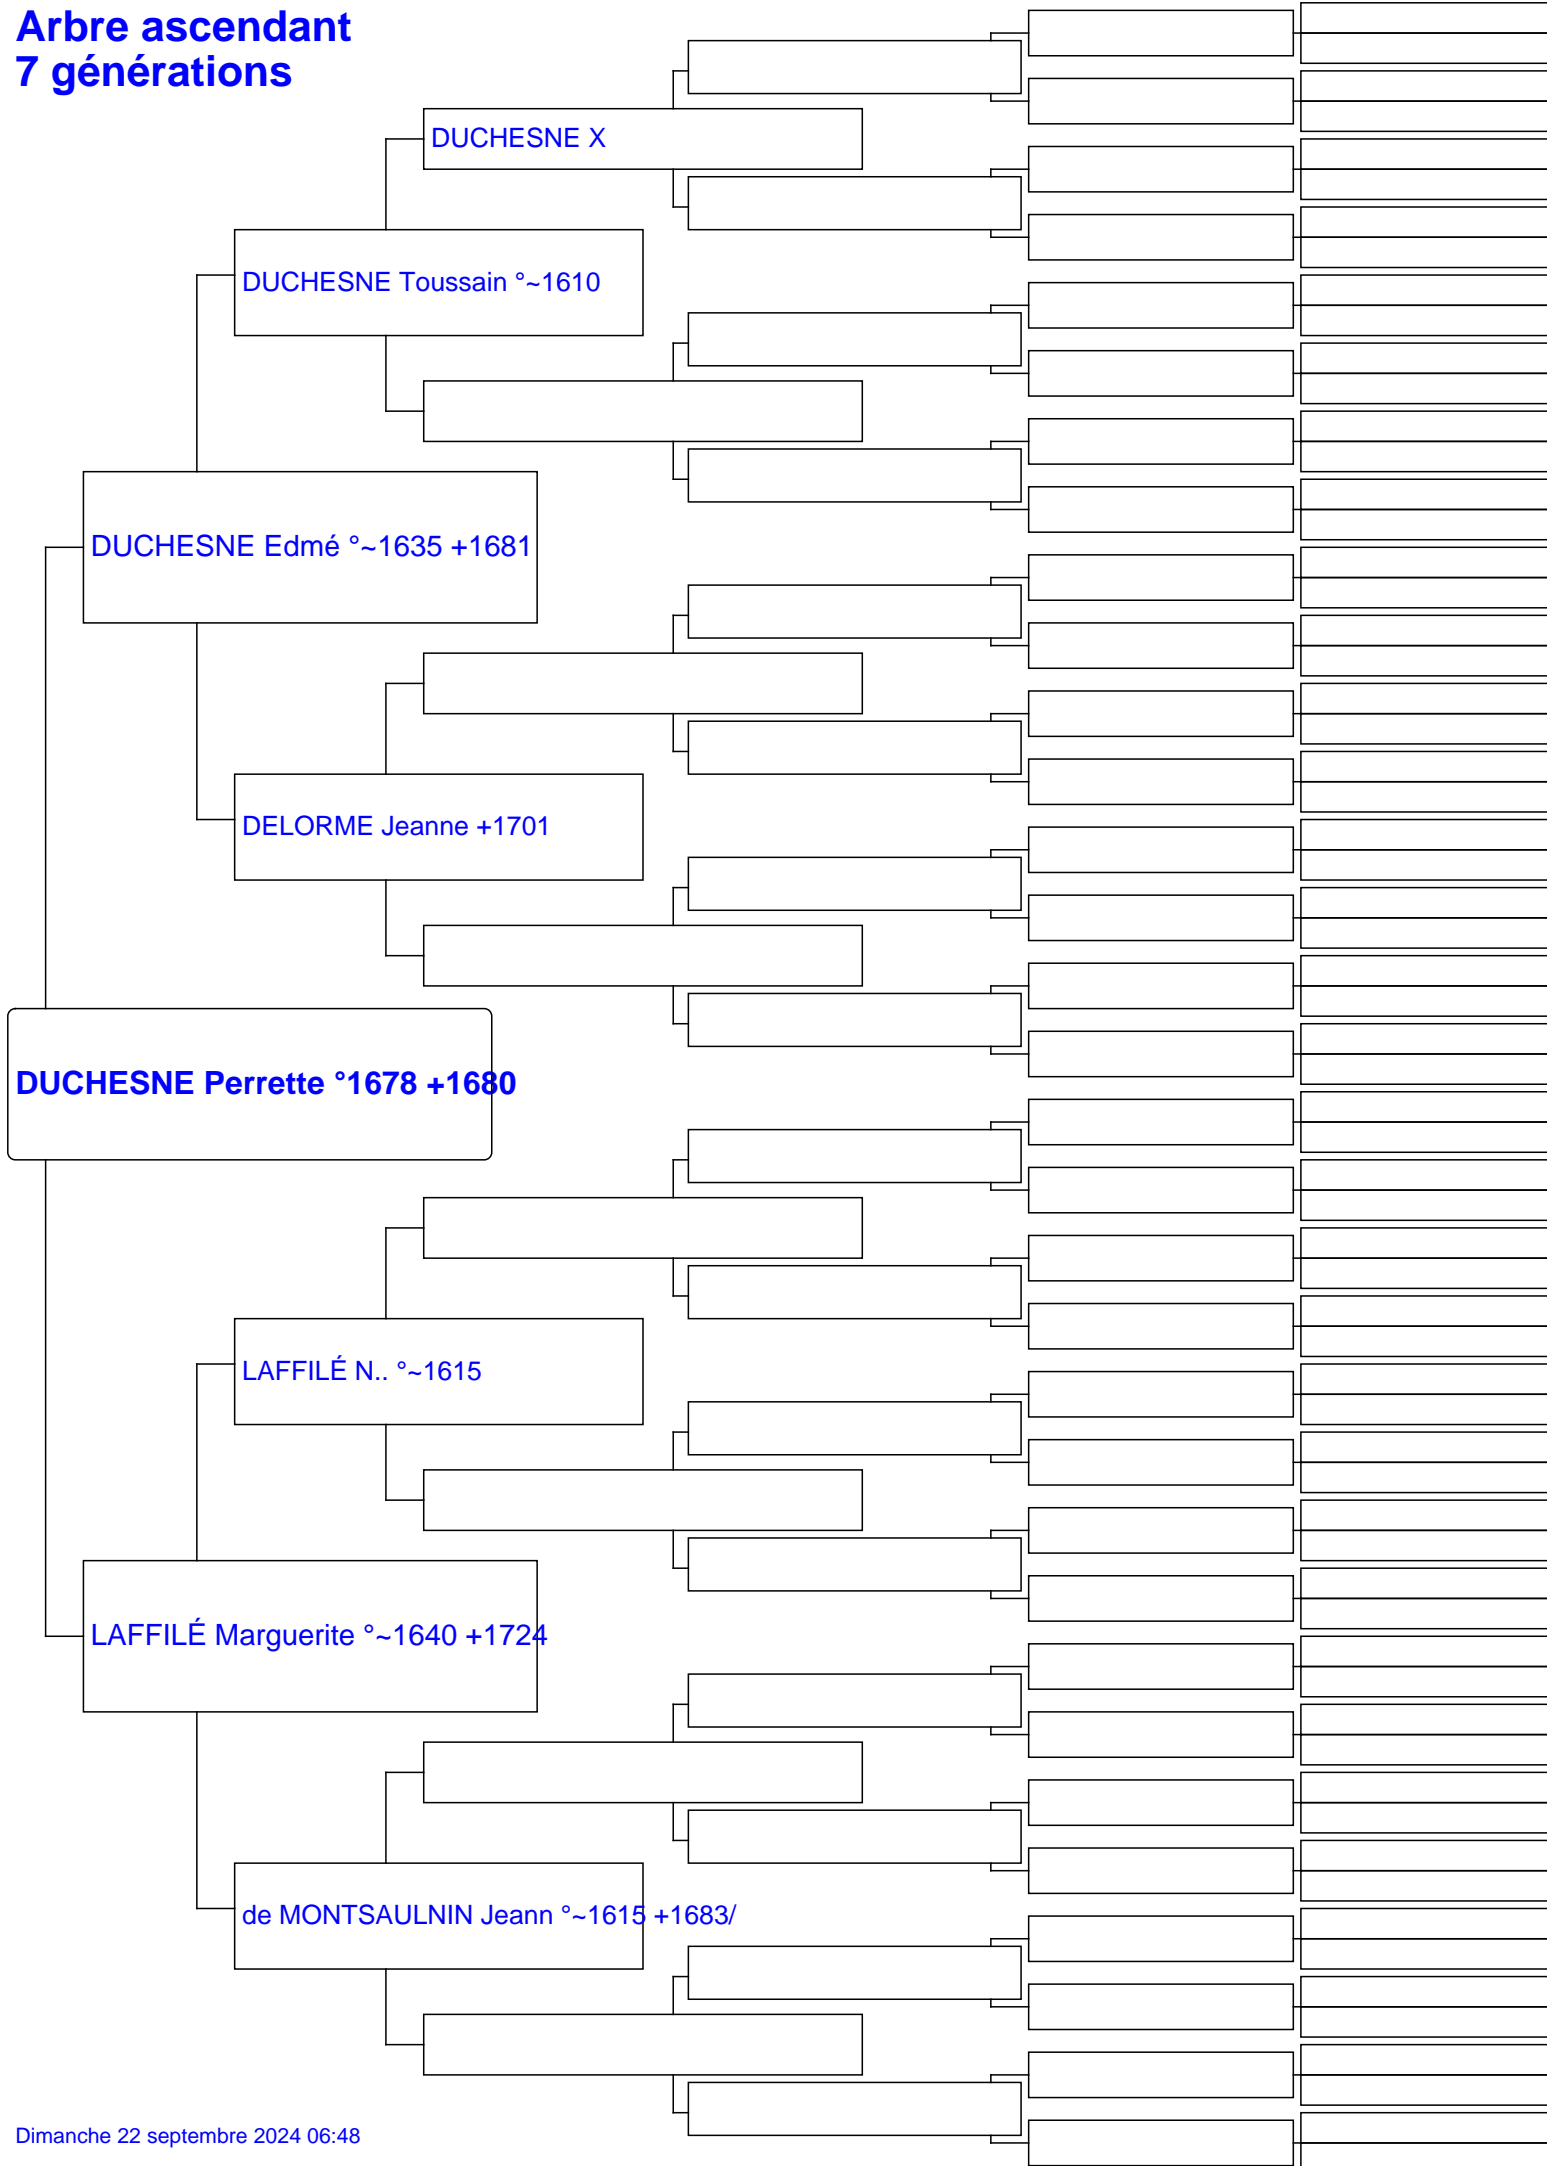 Arbre ascendant
7 générations
DUCHESNE X
DUCHESNE Toussain °~1610
DUCHESNE Edmé °~1635 +1681
DELORME Jeanne +1701
DUCHESNE Perrette °1678 +1680
LAFFILÉ N.. °~1615
LAFFILÉ Marguerite °~1640 +1724
de MONTSAULNIN Jeann °~1615 +1683/
Dimanche 22 septembre 2024 06:48